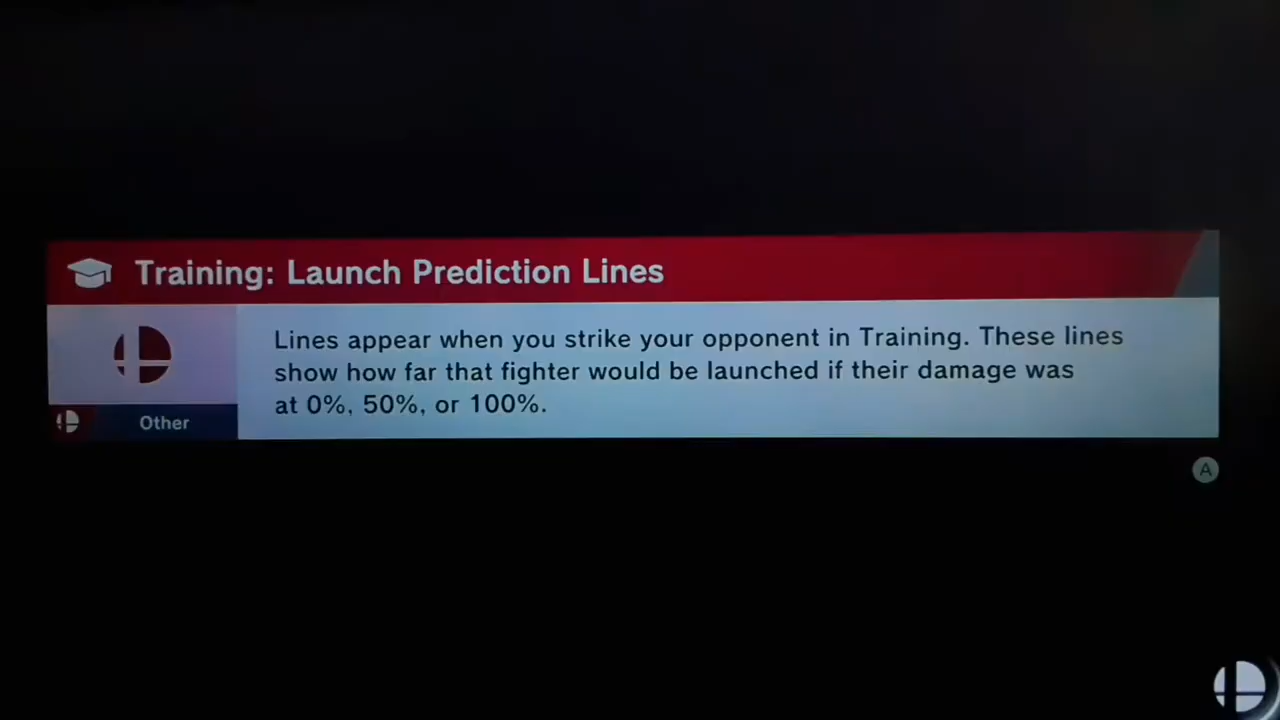 Training: Launch Prediction Lines
Lines appear when you strike your opponent in Training. These lines
show how far that fighter would be launched if their damage was
at 0%, 50%, or 100%.
Other
A